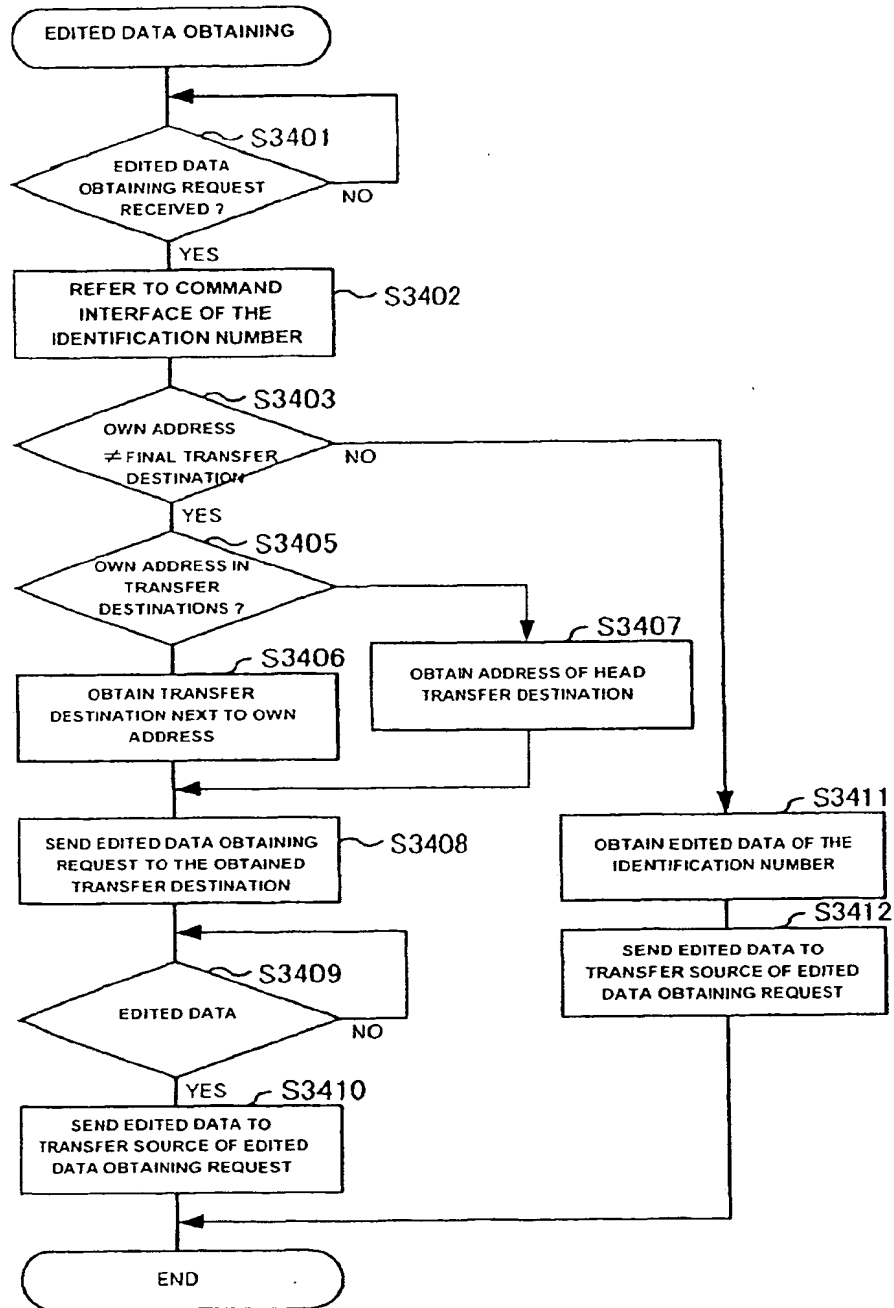 EDITED DATA OBTAINING
S3401
EDITED DATA
OBTAINING REQUEST
RECEIVED ?
NO
YES
REFER TO COMMAND
INTERFACE OF THE
IDENTIFICATION NUMBER
S3402
S3403
OWN ADDRESS
≠ FINAL TRANSFER
DESTINATION
NO
YES
S3405
OWN ADDRESS IN
TRANSFER
DESTINATIONS ?
S3406
OBTAIN TRANSFER
DESTINATION NEXT TO OWN
ADDRESS
S3407
OBTAIN ADDRESS OF HEAD
TRANSFER DESTINATION
SEND EDITED DATA OBTAINING
REQUEST TO THE OBTAINED
TRANSFER DESTINATION
S3408
S3411
OBTAIN EDITED DATA OF THE
IDENTIFICATION NUMBER
S3412
SEND EDITED DATA TO
TRANSFER SOURCE OF EDITED
DATA OBTAINING REQUEST
S3409
EDITED DATA
NO
YES
S3410
SEND EDITED DATA TO
TRANSFER SOURCE OF EDITED
DATA OBTAINING REQUEST
END